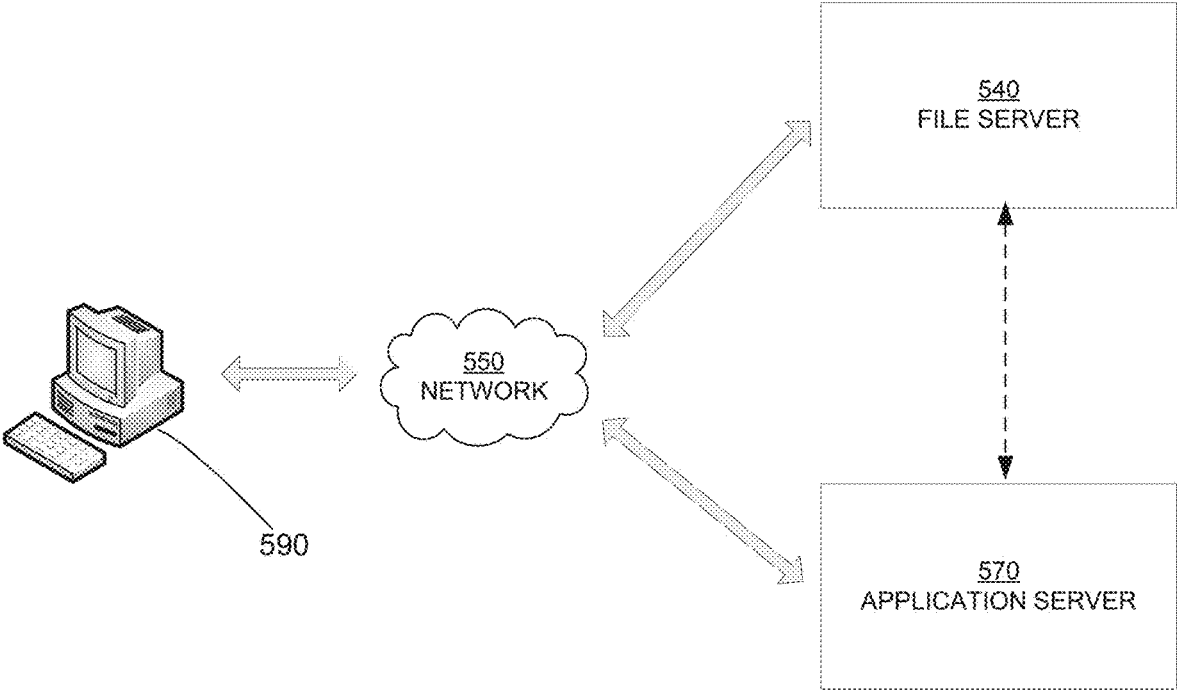 540
FILE SERVER
550
NETWORK
590
570
APPLICATION SERVER